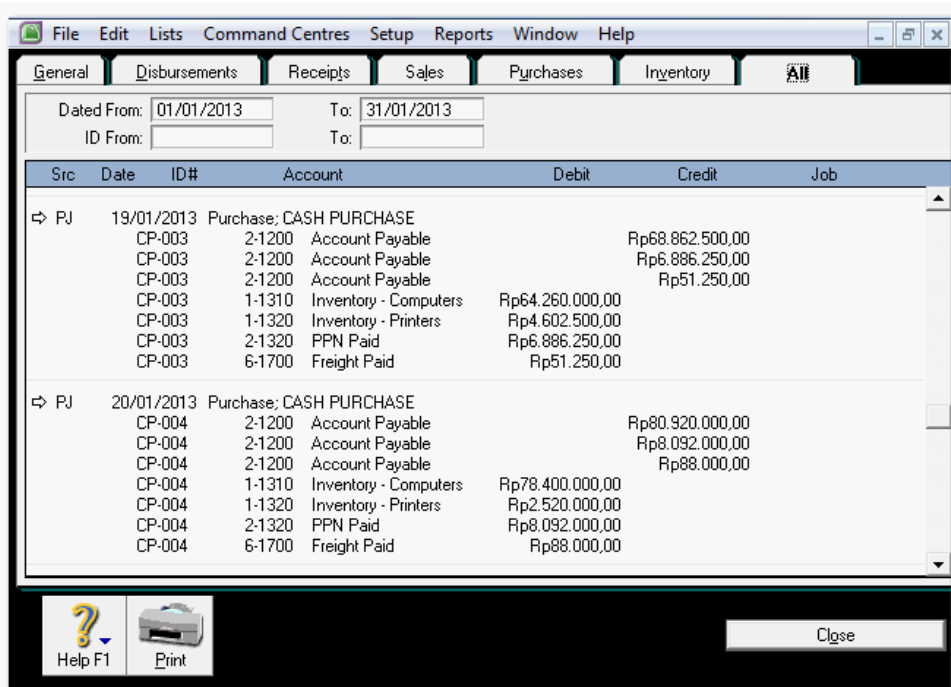 File Edit Lists Command Centres Setup Reports Window Help
General Disbursements Receipts Sales Purchases Inventory All
Dated From: 01/01/2013 To: 31/01/2013
ID From: To:
Src Date ID# Account Debit Credit Job
PJ 19/01/2013 Purchase; CASH PURCHASE
CP-003 2-1200 Account Payable Rp68.862.500,00
CP-003 2-1200 Account Payable Rp6.886.250,00
CP-003 2-1200 Account Payable Rp51.250,00
CP-003 1-1310 Inventory - Computers Rp64.260.000,00
CP-003 1-1320 Inventory - Printers Rp4.602.500,00
CP-003 2-1320 PPN Paid Rp6.886.250,00
CP-003 6-1700 Freight Paid Rp51.250,00
PJ 20/01/2013 Purchase; CASH PURCHASE
CP-004 2-1200 Account Payable Rp80.920.000,00
CP-004 2-1200 Account Payable Rp8.092.000,00
CP-004 2-1200 Account Payable Rp88.000,00
CP-004 1-1310 Inventory - Computers Rp78.400.000,00
CP-004 1-1320 Inventory - Printers Rp2.520.000,00
CP-004 2-1320 PPN Paid Rp8.092.000,00
CP-004 6-1700 Freight Paid Rp88.000,00
Help F1 Print Close